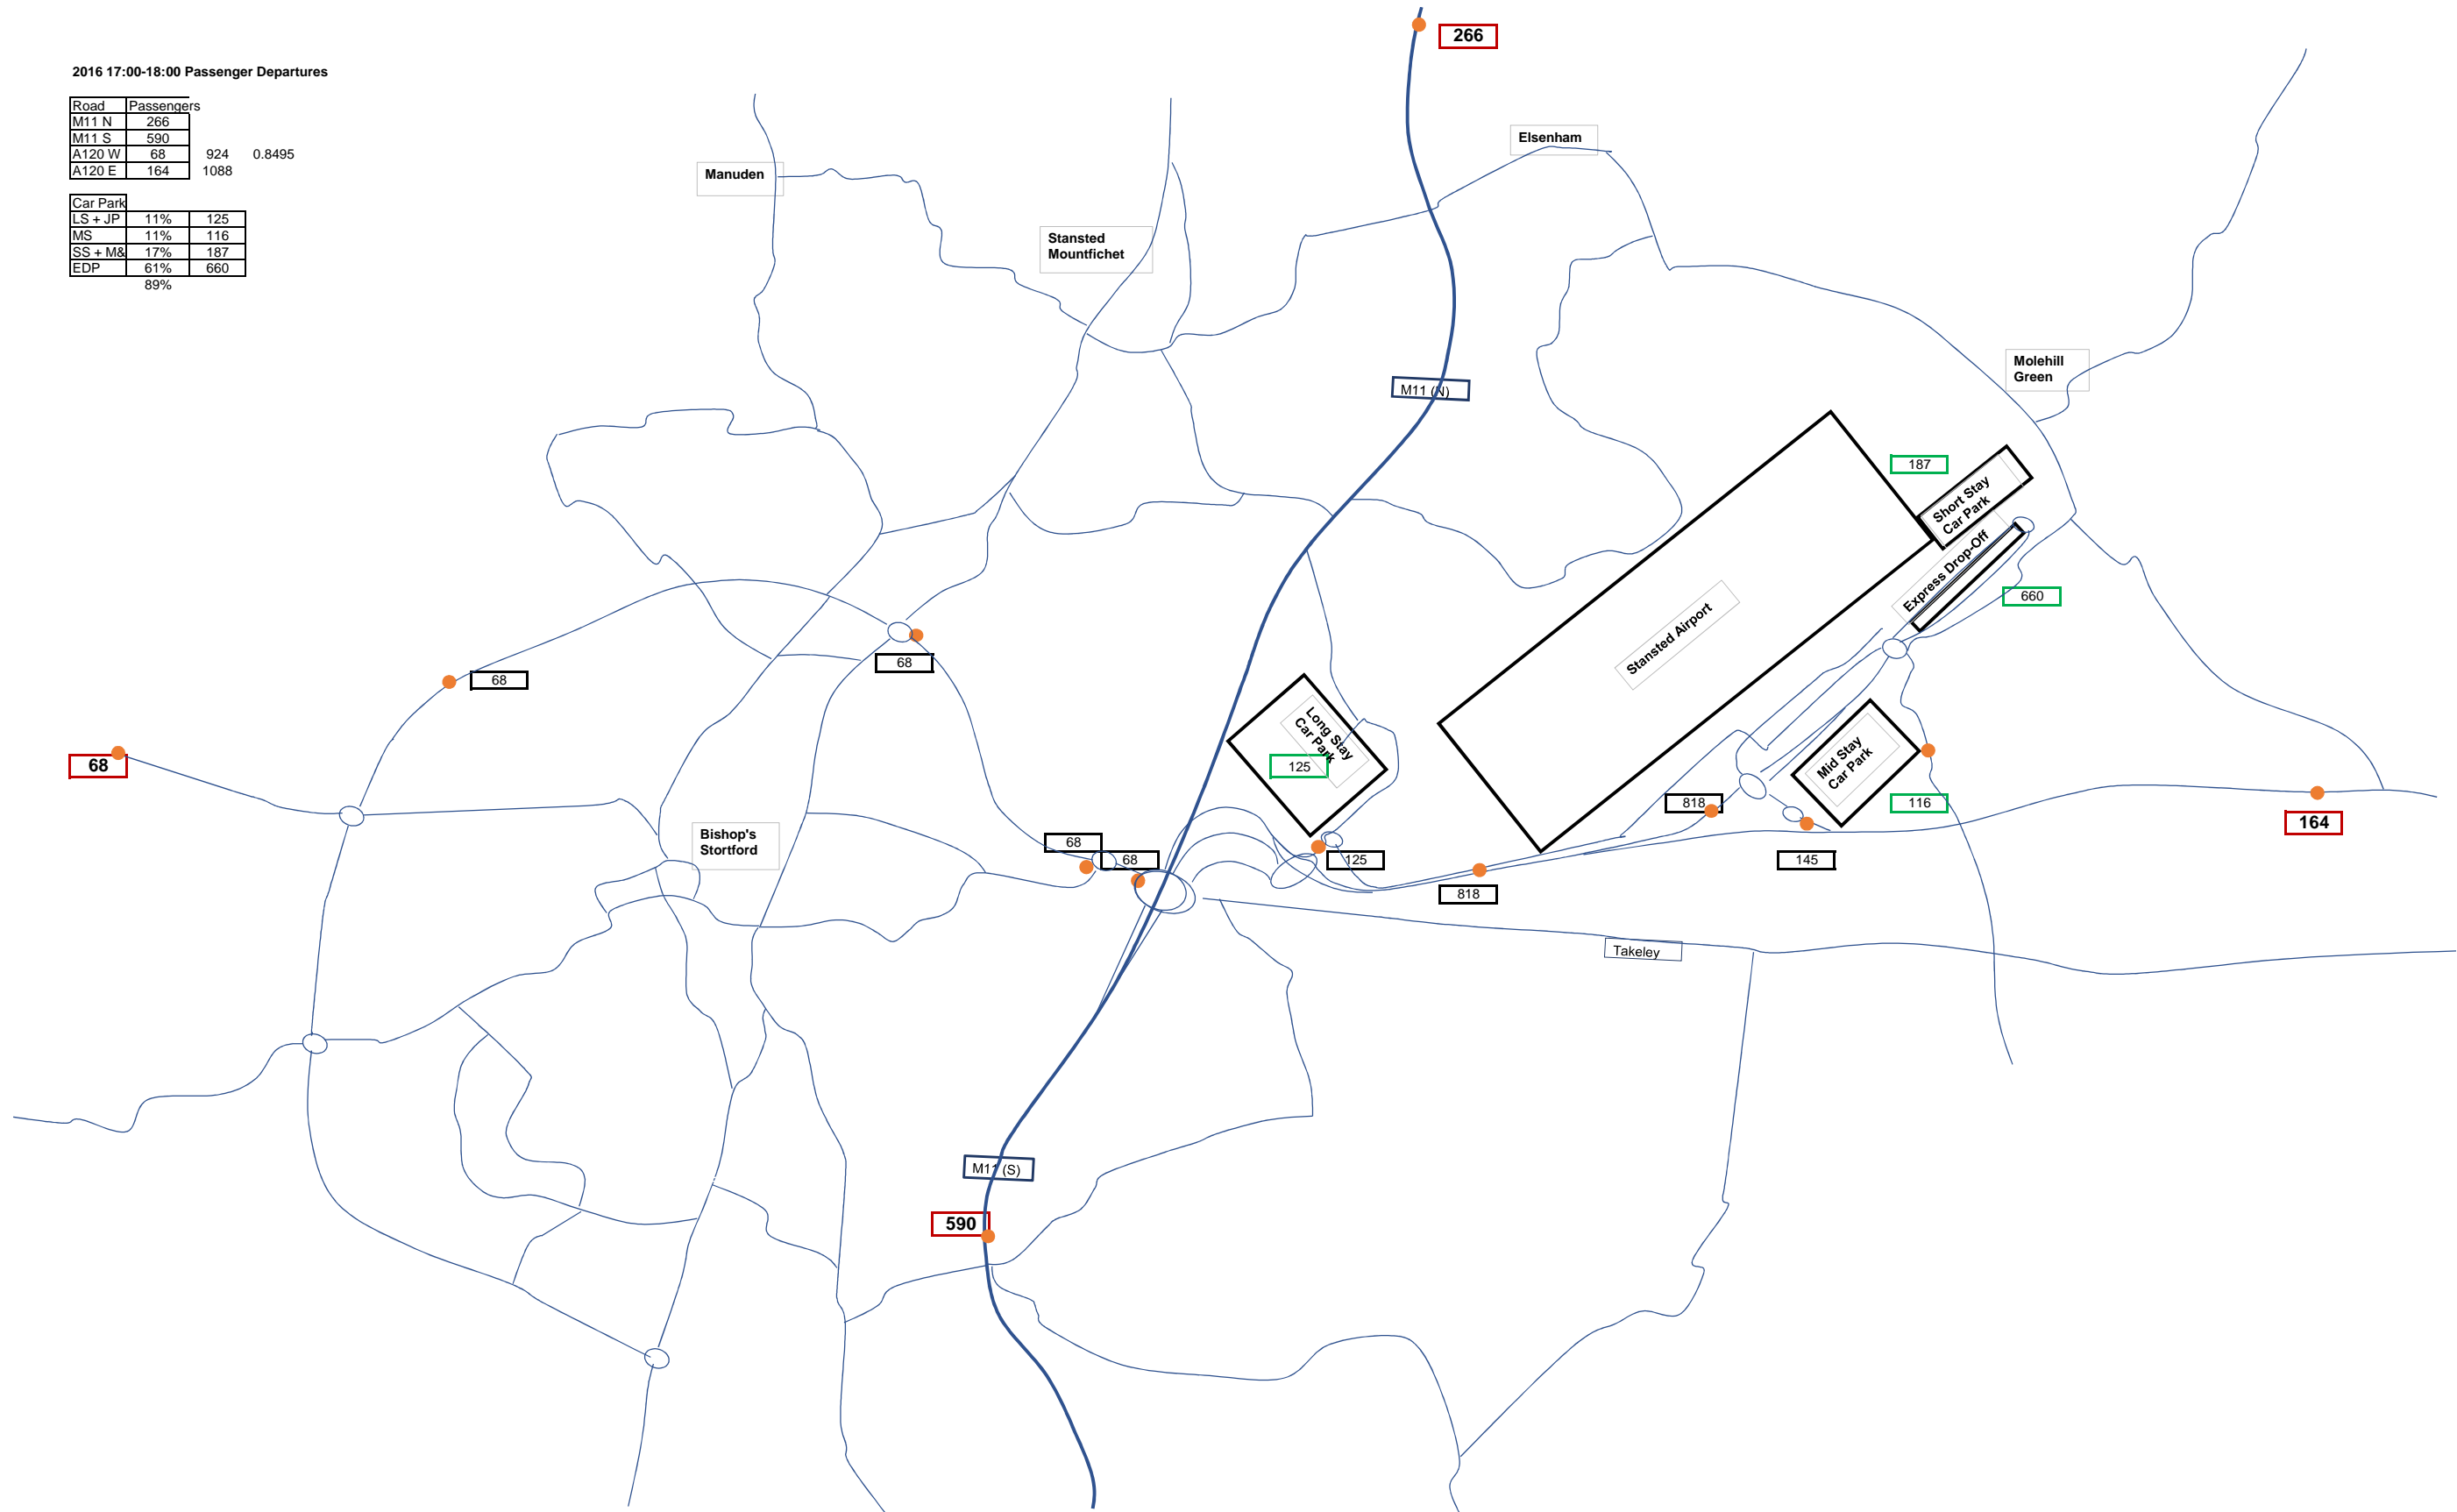 266
2016 17:00-18:00 Passenger Departures
Road Passengers
M11 N 266
M11 S 590
A120 W 68 924 0.8495
A120 E 164 1088
Car Park
LS + JP 11% 125
MS 11% 116
SS + M& 17% 187
EDP 61% 660
89%
Elsenham
Manuden
Stansted
Mountfichet
Molehill
Green
M11 (N)
187
Short Stay
Car Park
Express Drop-Off
660
Stansted Airport
68
68
68
Long Stay
Car Park
125
Mid Stay
Car Park
116
818
164
Bishop's
Stortford
68
68
125
145
818
Takeley
M11 (S)
590